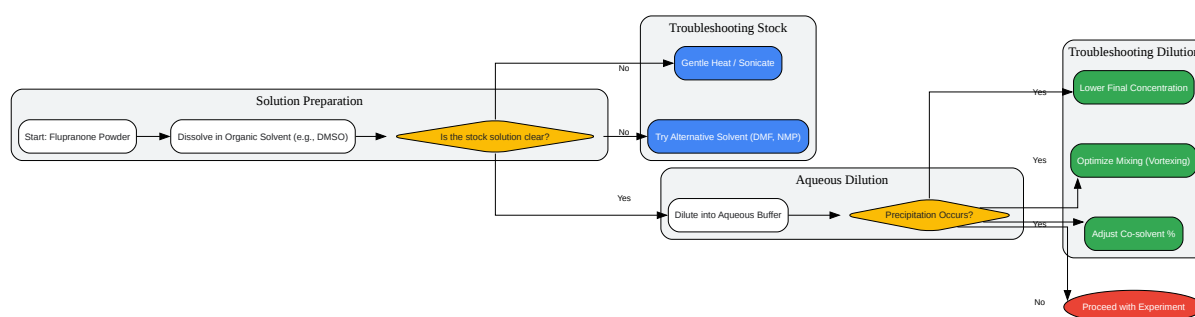 Troubleshooting Stock
Gentle Heat / Sonicate
No
Try Alternative Solvent (DMF, NMP)
No
Solution Preparation
Start: Flupranone Powder
Dissolve in Organic Solvent (e.g., DMSO)
Is the stock solution clear?
Yes
Aqueous Dilution
Dilute into Aqueous Buffer
Precipitation Occurs?
Troubleshooting Dilution
Yes
Lower Final Concentration
Yes
Optimize Mixing (Vortexing)
Yes
Adjust Co-solvent %
No
Proceed with Experiment